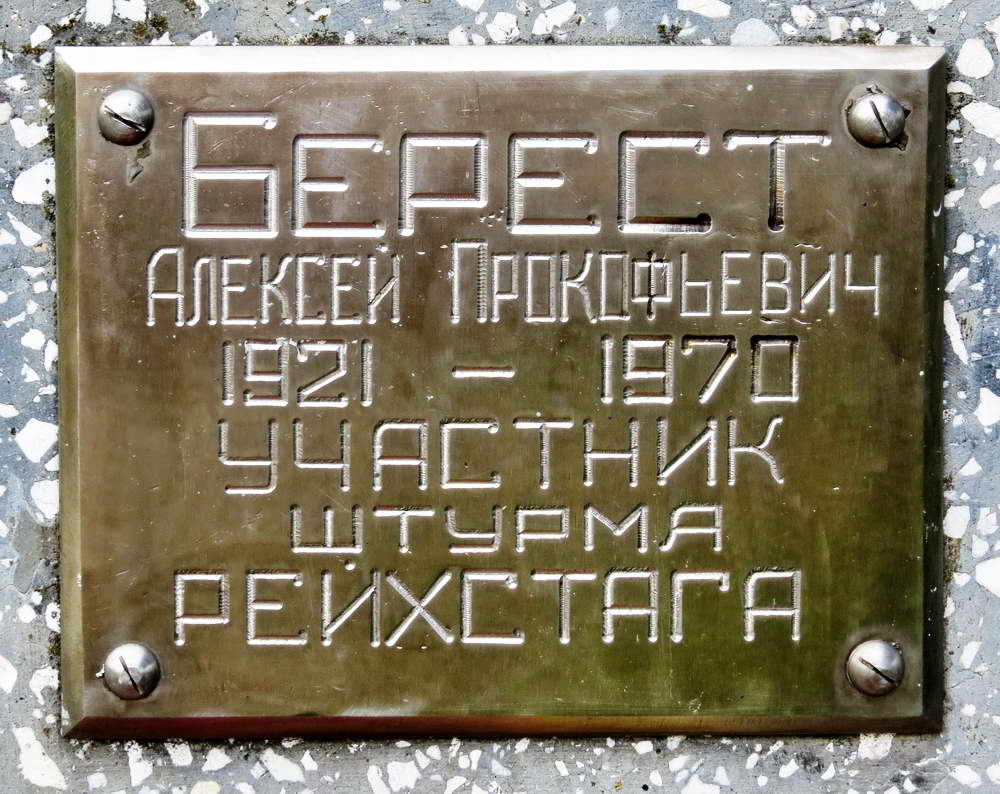 БЕРЕСТ
АЛЕКСЕЙ ПРОКОФЬЕВИЧ
1921 – 1970
УЧАСТНИК
ШТУРМА
РЕЙХСТАГА